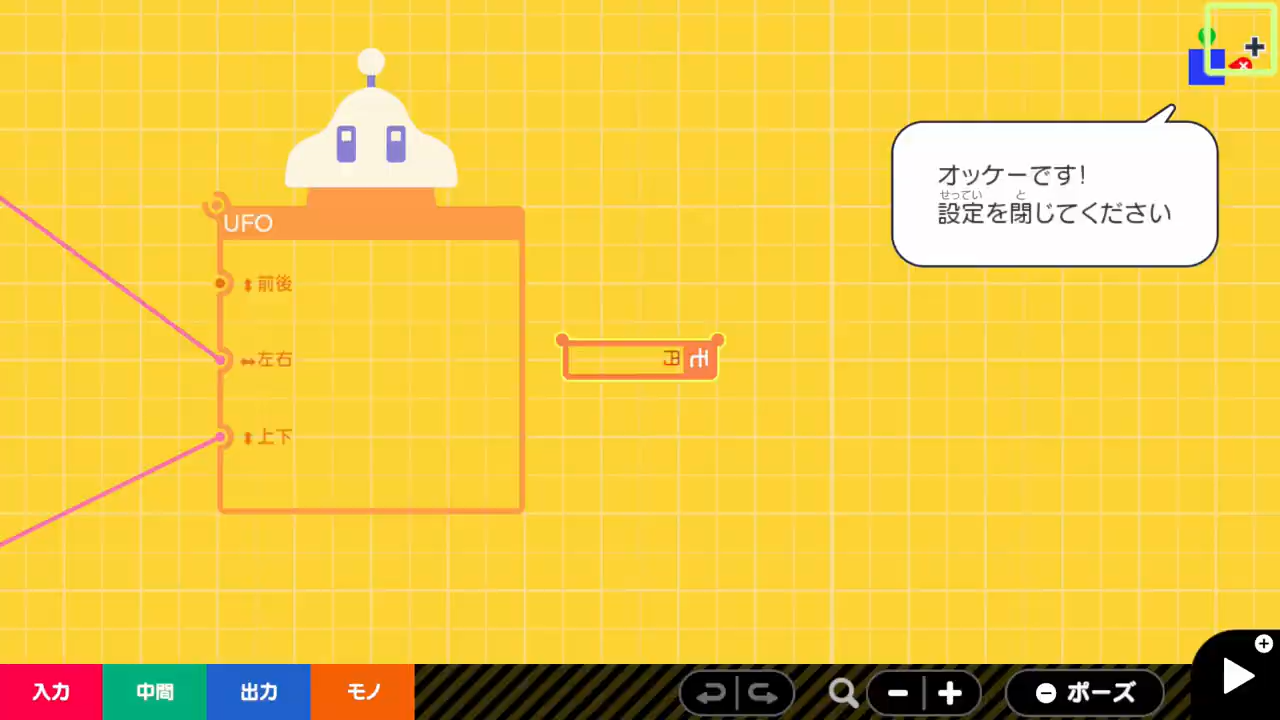 オッケーです!
せってい と
設定を閉じてください
UFO
前後
左右
上下
入力
中間
出力
モノ
ポーズ